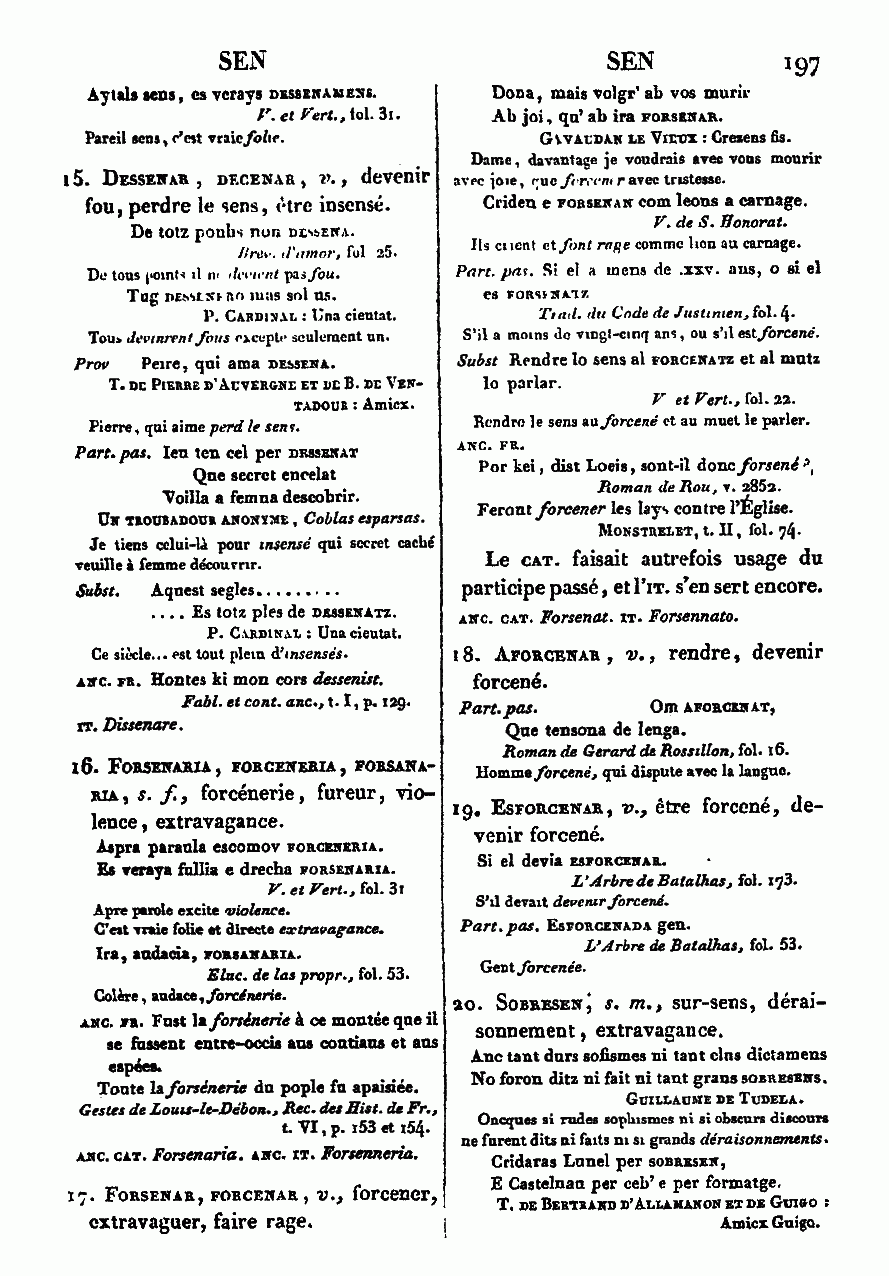 SEN SEN 197
Aytals sens, es verays DESSENAMENS.
V. et Vert., fol. 31.
Pareil sens, c'est vraie folie.
15. DESSENAR, DECENAR, v., devenir
fou, perdre le sens, être insensé.
De totz ponhs non DESSENA.
Brev. d'amor, fol 25.
De tous points il ne devient pas fou.
Tug DESSENERO mas sol us.
P. CARDINAL : Una cieutat.
Tous devinrent fous excepté seulement un.
Prov Peire, qui ama DESSENA.
T. DE PIERRE D'AUVERGNE ET DE B. DE VEN-
TADOUR : Amicx.
Pierre, qui aime perd le sens.
Part. pas. Ieu ten cel per DESSENAT
Que secret encelat
Voilla a femna descobrir.
UN TROUBADOUR ANONYME, Coblas esparsas.
Je tiens celui-là pour insensé qui secret caché
veuille à femme découvrir.
Subst. Aquest segles.........
.... Es totz ples de DESSENATZ.
P. CARDINAL : Una cieutat.
Ce siècle... est tout plein d'insensés.
ANC. FR. Hontes ki mon cors dessenist.
Fabl. et cont. anc., t. I, p. 129.
IT. Dissenare.
16. FORSENARIA, FORCENERIA, FORSANA-
RIA, s. f., forcénerie, fureur, vio-
lence, extravagance.
Aspra paraula escomov FORCENERIA.
Es veraya fullia e drecha FORSENARIA.
V. et Vert., fol. 31
Apre parole excite violence.
C'est vraie folie et directe extravagance.
Ira, audacia, FORSANARIA.
Eluc. de las propr., fol. 53.
Colère, audace, forcénerie.
ANC. FR. Fust la forsénerie à ce montée que il
se fussent entre-occis aus coutiaus et aus
espées.
Toute la forsénerie du pople fu apaisiée.
Gestes de Louis-le-Débon., Rec. des Hist. de Fr.,
t. VI, p. 153 et 154.
ANC. CAT. Forsenaria. ANC. IT. Forsenneria.
17. FORSENAR, FORCENAR, v., forcener,
extravaguer, faire rage.
Dona, mais volgr' ab vos murir
Ab joi, qu' ab ira FORSENAR.
GAVAUDAN LE VIEUX : Crezens fis.
Dame, davantage je voudrais avec vous mourir
avec joie, que forcener avec tristesse.
Criden e FORSENAN com leons a carnage.
V. de S. Honorat.
Ils crient et font rage comme lion au carnage.
Part. pas. Si el a mens de .XXV. ans, o si el
es FORSENATZ
Trad. du Code de Justinien, fol. 4.
S'il a moins de vingt-cinq ans, ou s'il est forcené.
Subst Rendre lo sens al FORCENATZ et al mutz
lo parlar.
V et Vert., fol. 22.
Rendre le sens au forcené et au muet le parler.
ANC. FR.
Por kei, dist Loeis, sont-il donc forsené?
Roman de Rou, v. 2852.
Feront forcener les lays contre l'Église.
MONSTRELET, t. II, fol. 74.
Le CAT. faisait autrefois usage du
participe passé, et l'IT. s'en sert encore.
ANC. CAT. Forsenat. IT. Forsennato.
18. AFORCENAR, v., rendre, devenir
forcené.
Part. pas. Om AFORCENAT,
Que tensona de lenga.
Roman de Gerard de Rossillon, fol. 16.
Homme forcené, qui dispute avec la langue.
19. ESFORCENAR, v., être forcené, de-
venir forcené.
Si el devia ESFORCENAR.
L'Arbre de Batalhas, fol. 173.
S'il devait devenir forcené.
Part. pas. ESFORCENADA gen.
L'Arbre de Batalhas, fol. 53.
Gent forcenée.
20. SOBRESEN, s. m., sur-sens, dérai-
sonnement, extravagance.
Anc tant durs sofismes ni tant clus dictamens
No foron ditz ni fait ni tant grans SOBRESENS.
GUILLAUME DE TUDELA.
Oncques si rudes sophismes ni si obscurs discours
ne furent dits ni faits ni si grands déraisonnements.
Cridaras Lunel per SOBRESEN,
E Castelnau per ceb' e per formatge.
T. DE BERTRAND D'ALLAMANON ET DE GUIGO :
Amicx Guigo.